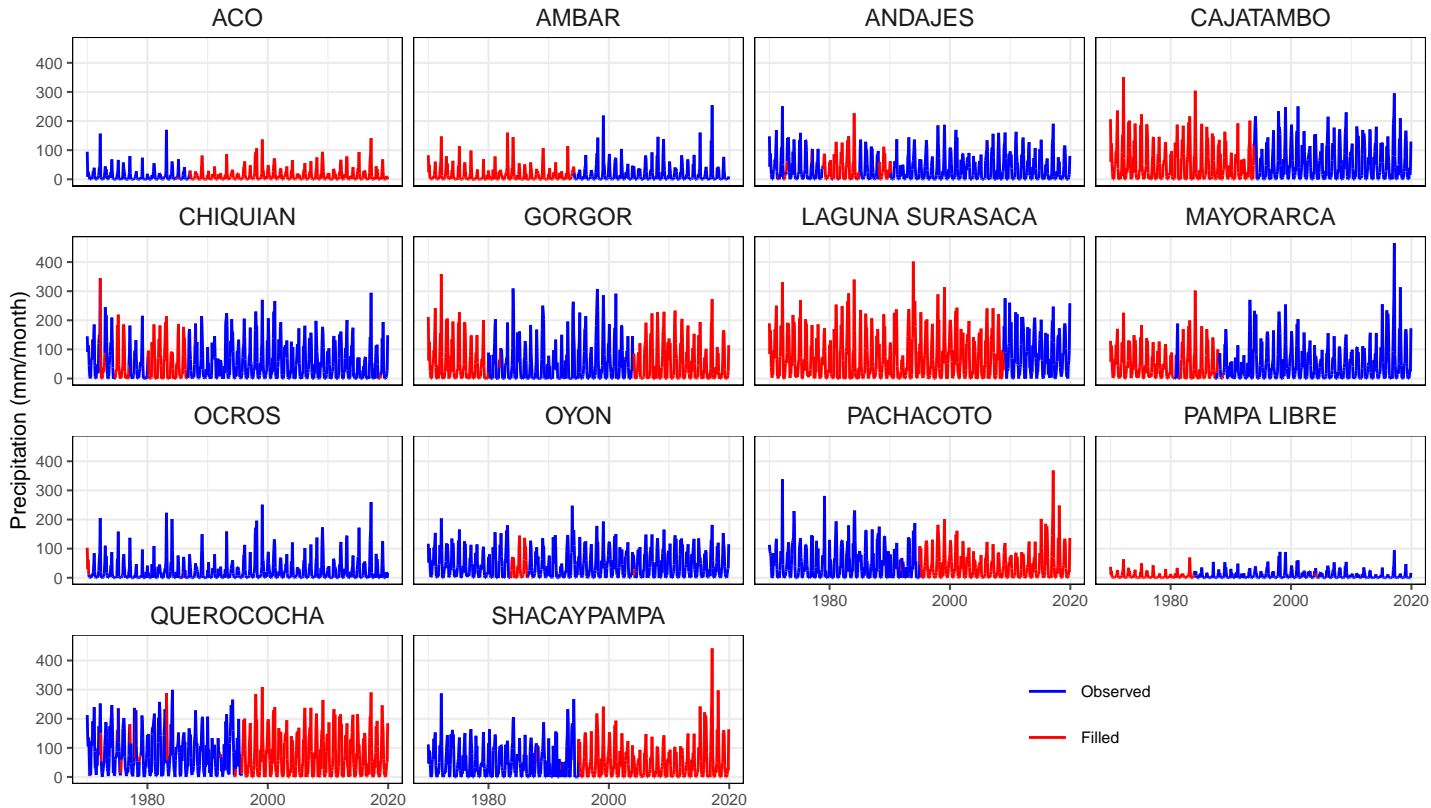 ACO AMBAR ANDAJES CAJATAMBO
400
300
200
100
0
CHIQUIAN GORGOR LAGUNA SURASACA MAYORARCA
400
300
200
100
0
Precipitation (mm/month)
OCROS OYON PACHACOTO PAMPA LIBRE
400
300
200
100
0
1980 2000 2020 1980 2000 2020
QUEROCOCHA SHACAYPAMPA
400
300
200
100
0
1980 2000 2020 1980 2000 2020
Observed
Filled